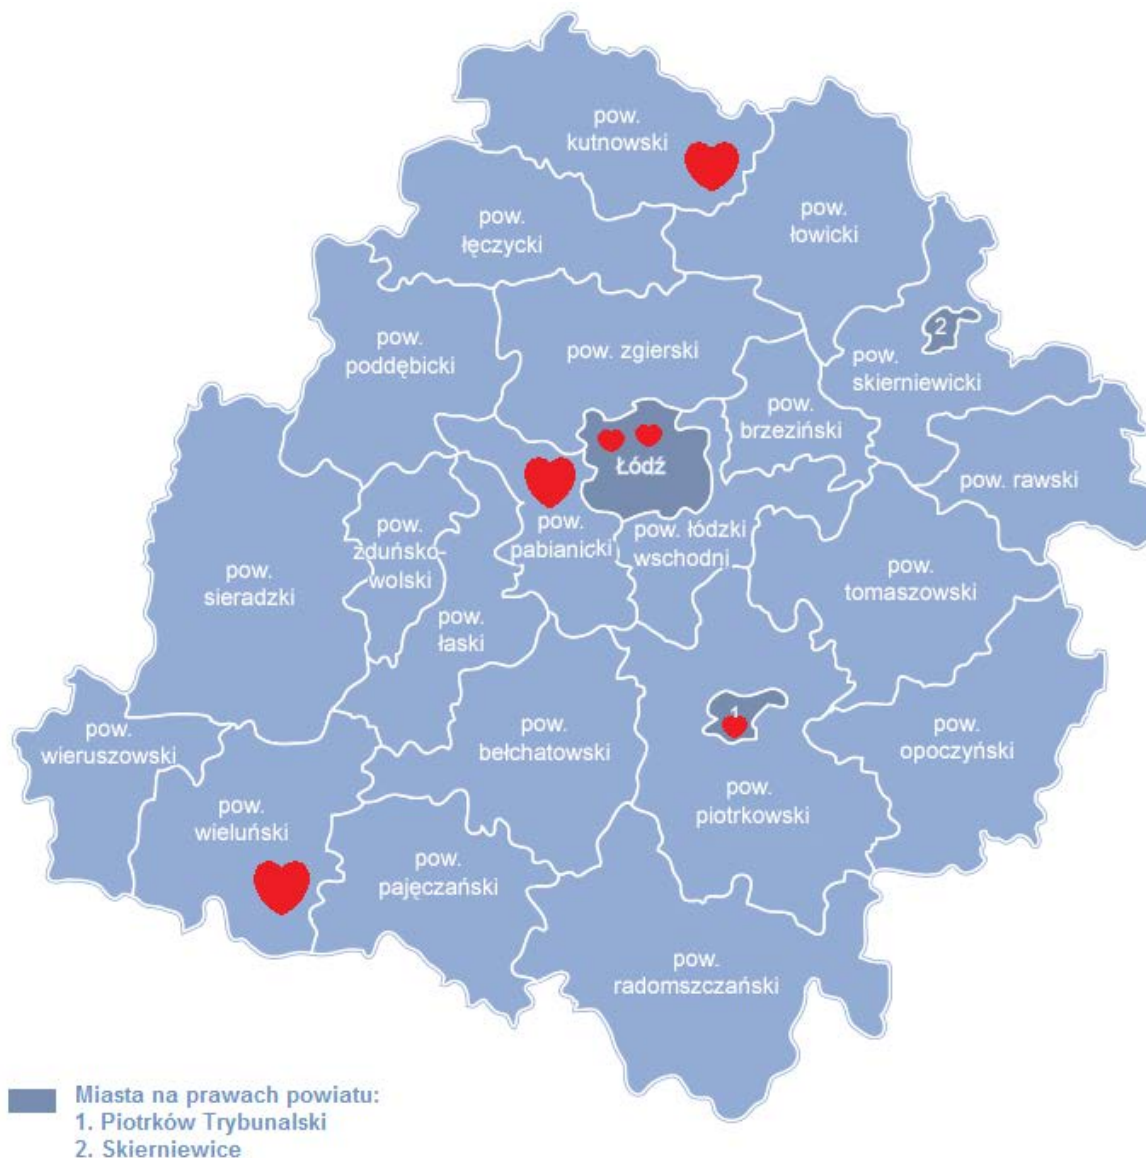 pow.
kutnowski
pow.
łęczycki
pow.
łowicki
2
pow.
poddębicki
pow. zgierski
pow.
skierniewicki
pow.
brzeziński
Łódź
pow. rawski
pow.
zduńsko-
wolski
pow.
pabianicki
pow. łódzki
wschodni
pow.
sieradzki
pow.
tomaszowski
pow.
łaski
1
pow.
wieruszowski
pow.
bełchatowski
pow.
opoczyński
pow.
piotrkowski
pow.
wieluński
pow.
pajęczański
pow.
radomszczański
Miasta na prawach powiatu:
1. Piotrków Trybunalski
2. Skierniewice